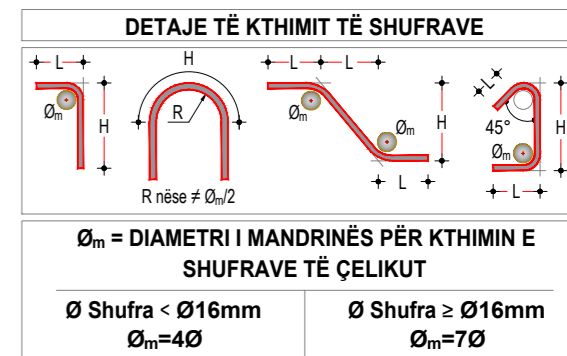 DETAJE TË KTHIMIT TË SHUFRAVE
L
Øm
H
H
R
R nëse ≠ Øm/2
L L
Øm
Øm
H
L
L
45°
Øm
H
L
Øm = DIAMETRI I MANDRINËS PËR KTHIMIN E
SHUFRAVE TË ÇELIKUT
Ø Shufra < Ø16mm
Øm=4Ø
Ø Shufra ≥ Ø16mm
Øm=7Ø